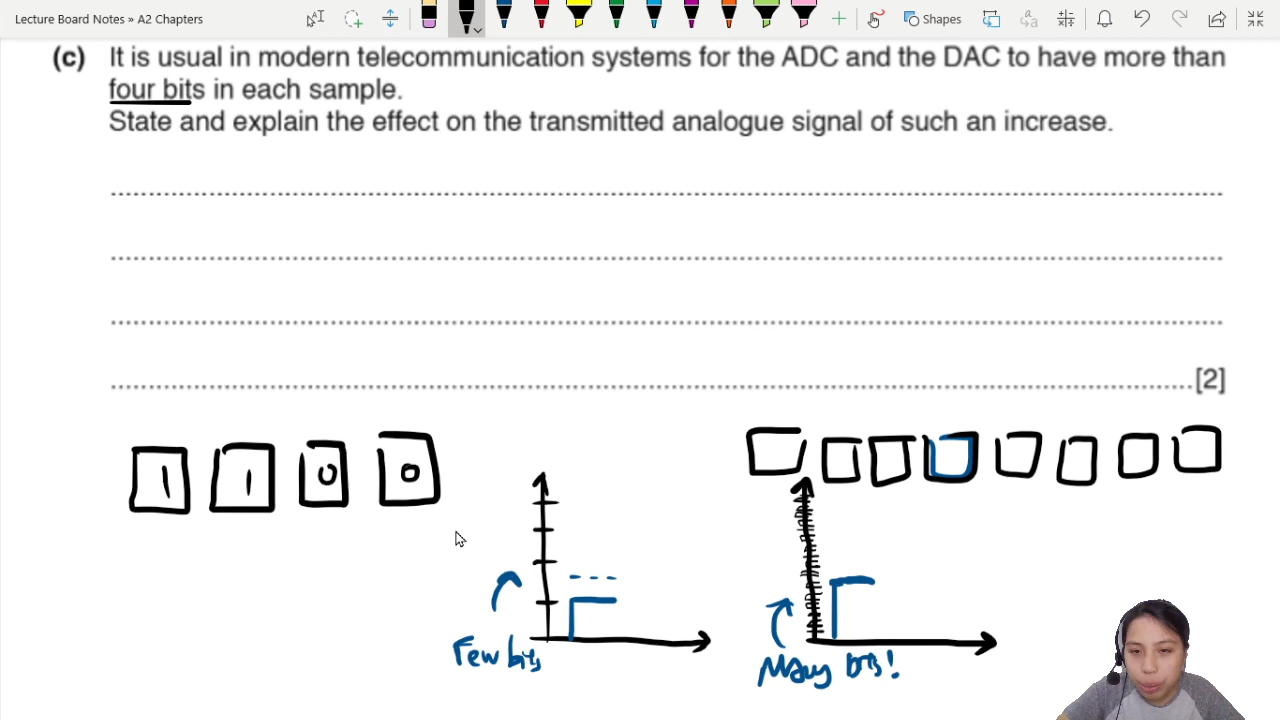 Lecture Board Notes » A2 Chapters
Shapes
(c) It is usual in modern telecommunication systems for the ADC and the DAC to have more than
four bits in each sample.
State and explain the effect on the transmitted analogue signal of such an increase.
[2]
1 1 0 0
Few bits
Many bits!